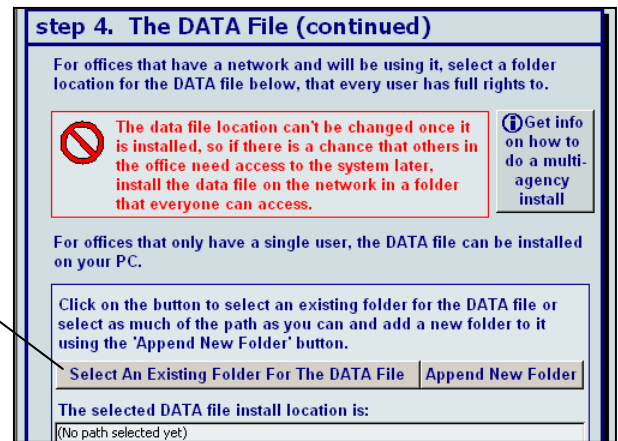 step 4.  The DATA File (continued)
For offices that have a network and will be using it, select a folder
location for the DATA file below, that every user has full rights to.
The data file location can't be changed once it
is installed, so if there is a chance that others in
the office need access to the system later,
install the data file on the network in a folder
that everyone can access.
Get info
on how to
do a multi-
agency
install
For offices that only have a single user, the DATA file can be installed
on your PC.
Click on the button to select an existing folder for the DATA file or
select as much of the path as you can and add a new folder to it
using the 'Append New Folder' button.
Select An Existing Folder For The DATA File
Append New Folder
The selected DATA file install location is:
(No path selected yet)